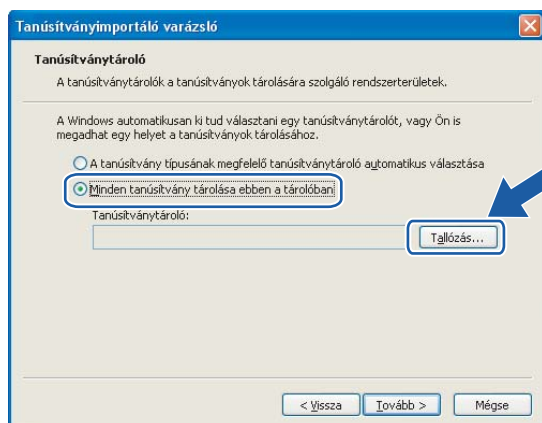 Tanúsítványimportáló varázsló
Tanúsítványtároló
A tanúsítványtárolók a tanúsítványok tárolására szolgáló rendszerterületek.
A Windows automatikusan ki tud választani egy tanúsítványtárolót, vagy Ön is
megadhat egy helyet a tanúsítványok tárolásához.
A tanúsítvány típusának megfelelő tanúsítványtároló automatikus választása
Minden tanúsítvány tárolása ebben a tárolóban
Tanúsítványtároló:
Tallózás...
< Vissza
Tovább >
Mégse